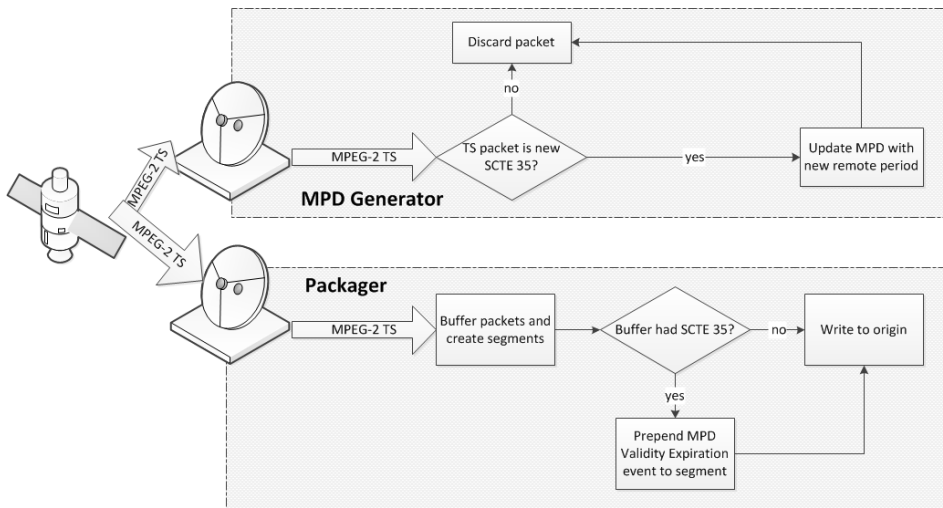 Discard packet
no
MPEG-2 TS
MPEG-2 TS
TS packet is new
SCTE 35?
yes
Update MPD with
new remote period
MPD Generator
MPEG-2 TS
Packager
MPEG-2 TS
Buffer packets and
create segments
Buffer had SCTE 35?
no
Write to origin
yes
Prepend MPD
Validity Expiration
event to segment